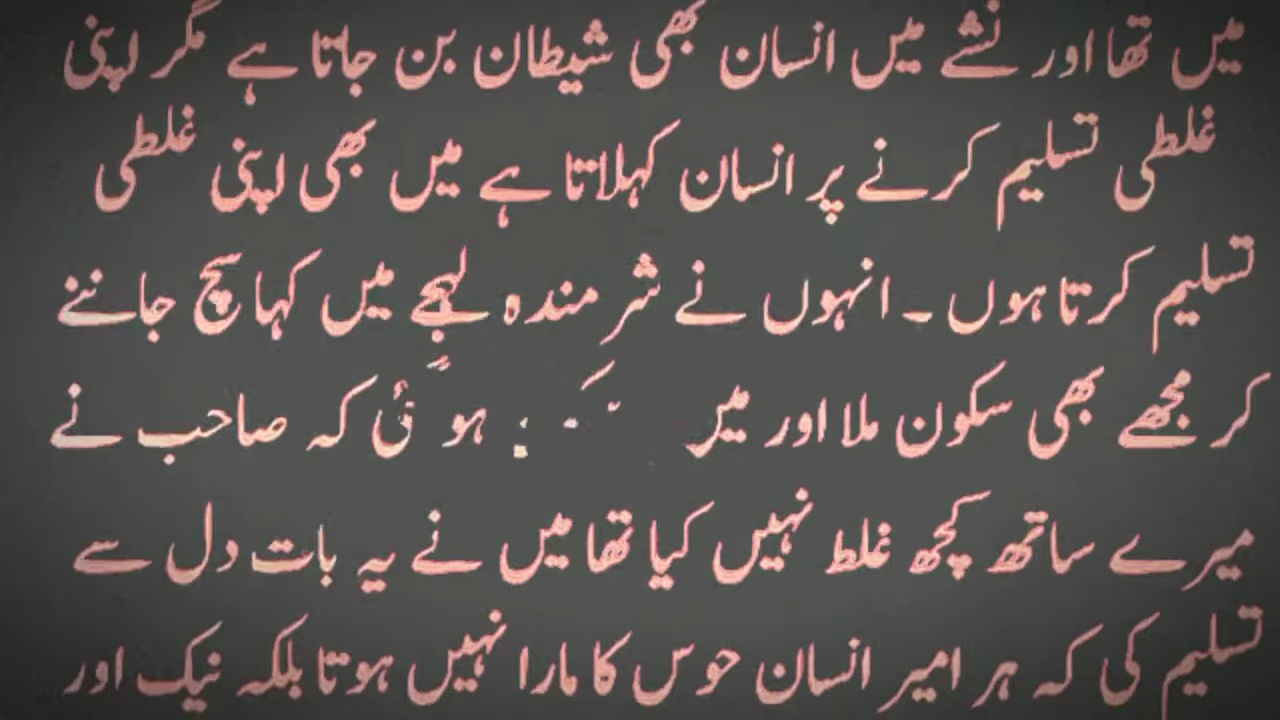 میں تھا اور نشے میں انسان بھی شیطان بن جاتا ہے مگر اپنی
غلطی تسلیم کرنے پر انسان کہلاتا ہے میں بھی اپنی غلطی
تسلیم کرتا ہوں ۔ انہوں نے شرمندہ لہجے میں کہا سچ جاننے
کر مجھے بھی سکون ملا اور ہوئی کہ صاحب نے
میرے ساتھ کچھ غلط نہیں کیا تھا میں نے یہ بات دل سے
تسلیم کی کہ ہر امیر انسان حوس کا مارا نہیں ہوتا بلکہ نیک اور